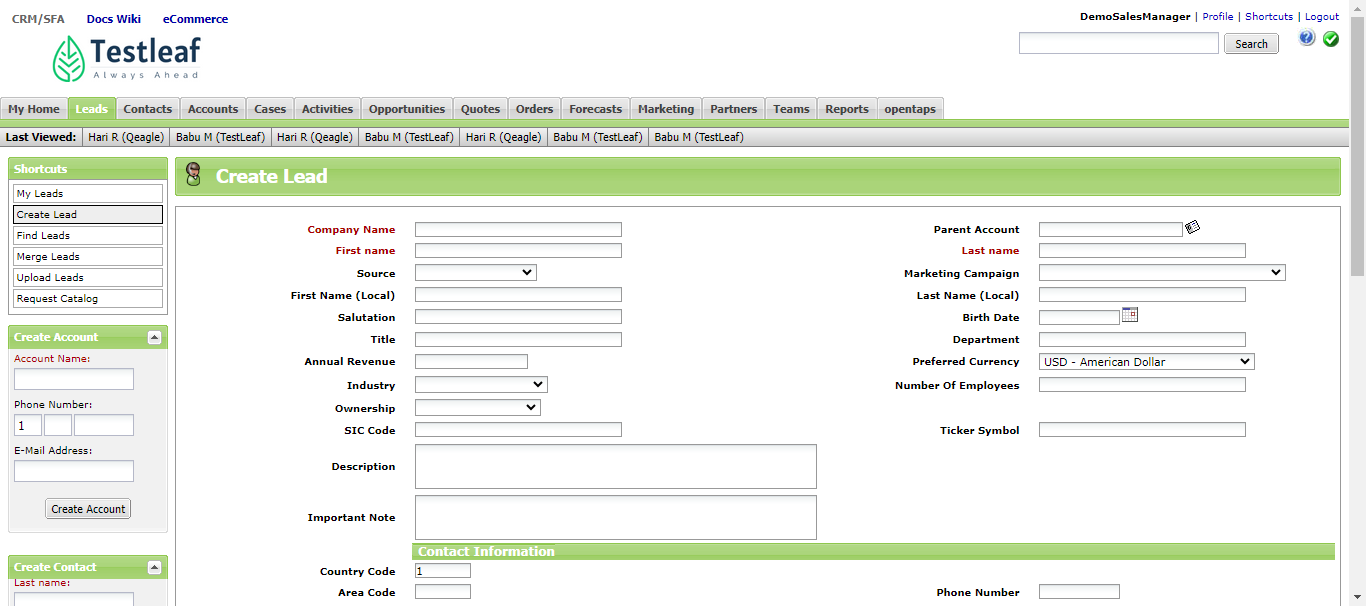 CRM/SFA Docs Wiki eCommerce
DemoSalesManager | Profile | Shortcuts | Logout
Testleaf
Always Ahead
Search
My Home Leads Contacts Accounts Cases Activities Opportunities Quotes Orders Forecasts Marketing Partners Teams Reports opentaps
Last Viewed: Hari R (Qeagle) Babu M (TestLeaf) Hari R (Qeagle) Babu M (TestLeaf) Hari R (Qeagle) Babu M (TestLeaf) Babu M (TestLeaf)
Shortcuts
My Leads
Create Lead
Find Leads
Merge Leads
Upload Leads
Request Catalog
Create Account
Account Name:
Phone Number:
1
E-Mail Address:
Create Account
Create Contact
Last name:
Create Lead
Company Name Parent Account
First name Last name
Source Marketing Campaign
First Name (Local) Last Name (Local)
Salutation Birth Date
Title Department
Annual Revenue Preferred Currency USD - American Dollar
Industry Number Of Employees
Ownership
SIC Code Ticker Symbol
Description
Important Note
Contact Information
Country Code 1
Area Code Phone Number